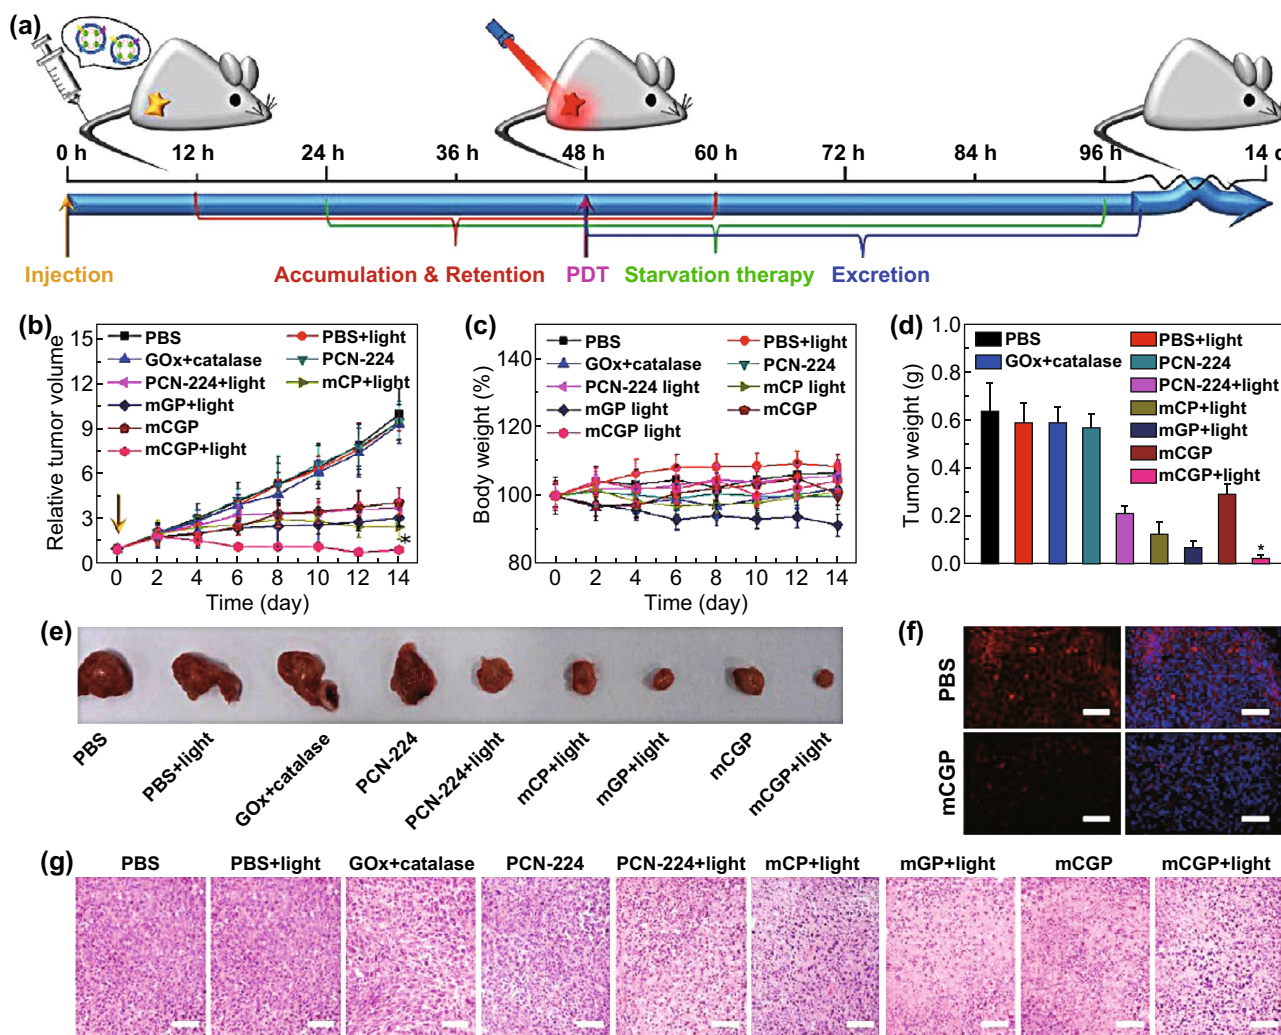 (a)
0 h 12 h 24 h 36 h 48 h 60 h 72 h 84 h 96 h 14 d
Injection Accumulation & Retention PDT Starvation therapy Excretion
(b)
Relative tumor volume
15
12
9
6
3
0
PBS PBS+light
GOx+catalase PCN-224
PCN-224+light mCP+light
mGP+light
mCGP
mCGP+light
*
0 2 4 6 8 10 12 14
Time (day)
(c)
Body weight (%)
140
120
100
80
PBS PBS+light
GOx+catalase PCN-224
PCN-224 light mCP light
mGP light mCGP
mCGP light
0 2 4 6 8 10 12 14
Time (day)
(d)
Tumor weight (g)
1.0
0.8
0.6
0.4
0.2
0.0
PBS PBS+light
GOx+catalase PCN-224
PCN-224+light
mCP+light
mGP+light
mCGP
mCGP+light
*
(e)
PBS
PBS+light
GOx+catalase
PCN-224
PCN-224+light
mCP+light
mGP+light
mCGP
mCGP+light
(f)
PBS
mCGP
(g)
PBS PBS+light GOx+catalase PCN-224 PCN-224+light mCP+light mGP+light mCGP mCGP+light